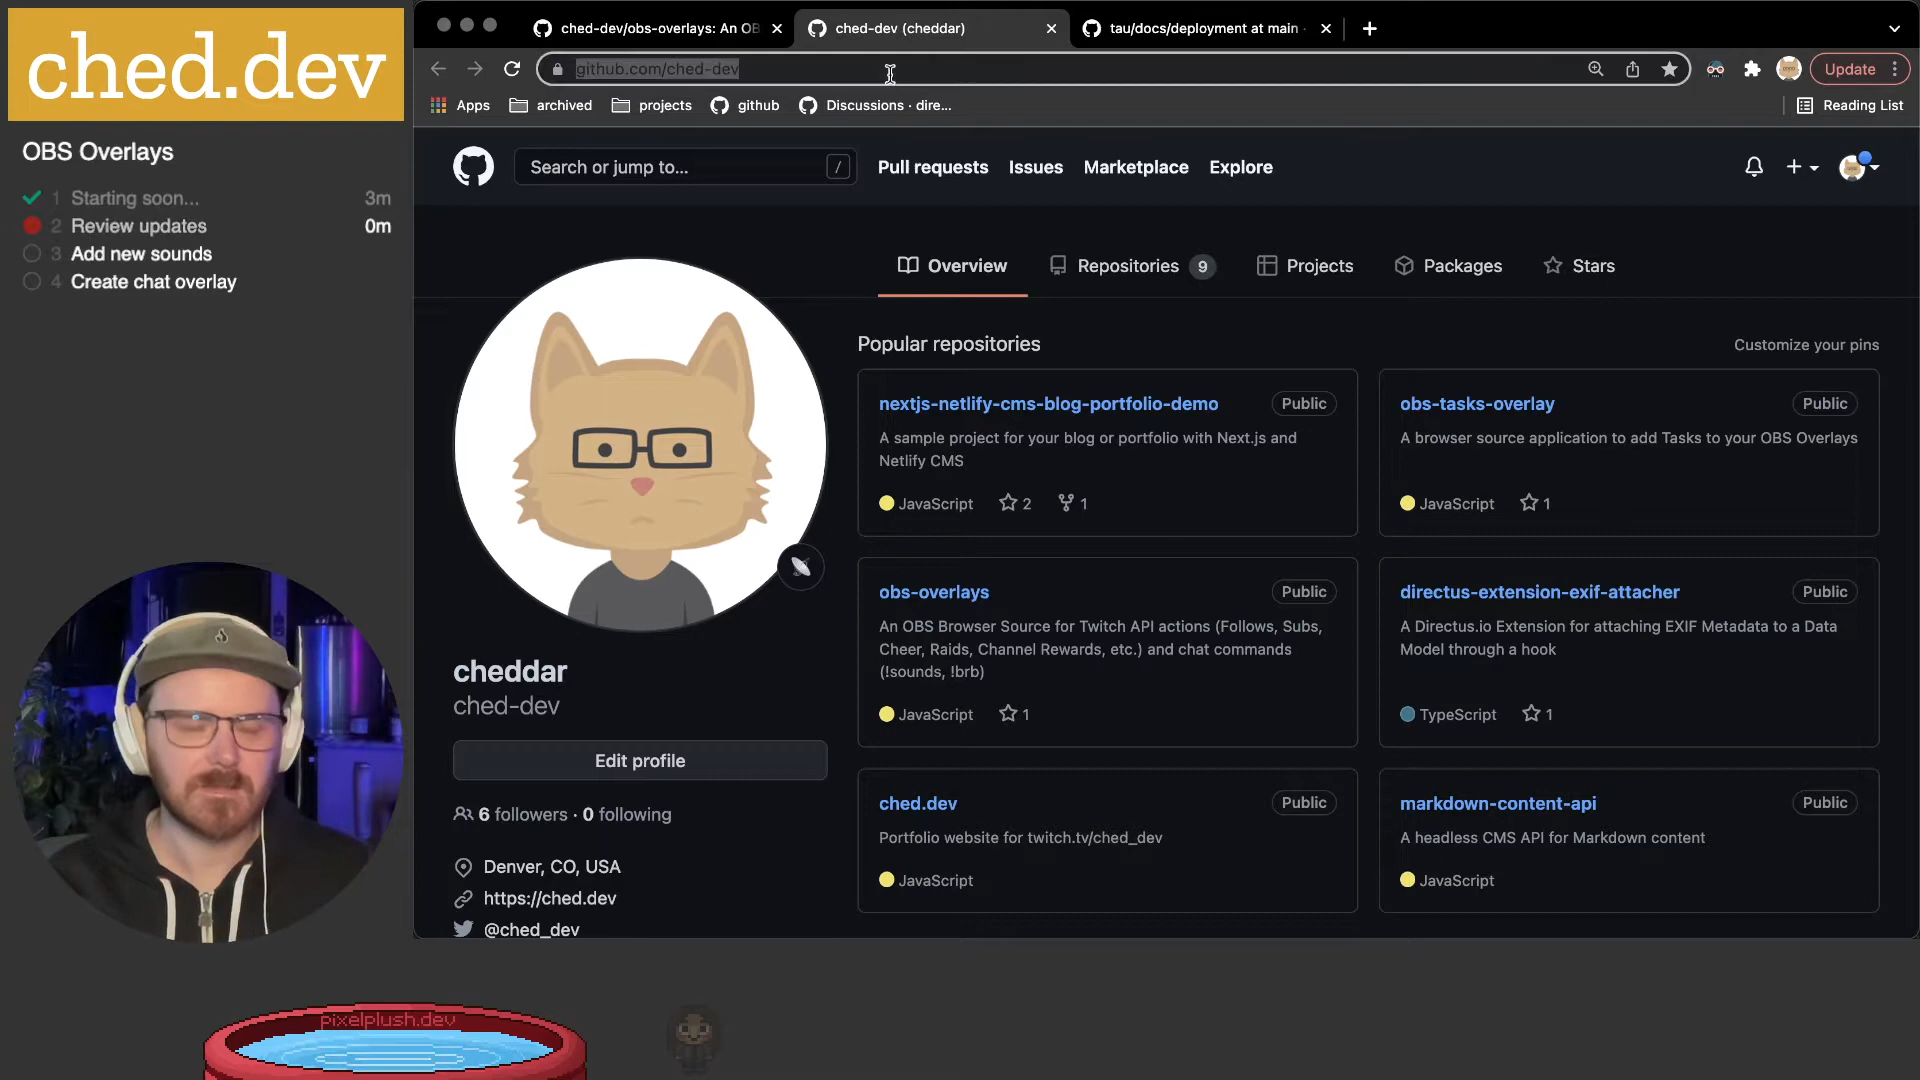 ched.dev
OBS Overlays
1 Starting soon... 3m
2 Review updates 0m
3 Add new sounds
4 Create chat overlay
ched-dev/obs-overlays: An OB
ched-dev (cheddar)
tau/docs/deployment at main ·
github.com/ched-dev
Update
Apps
archived
projects
github
Discussions · dire...
Reading List
Search or jump to...
/
Pull requests
Issues
Marketplace
Explore
Overview
Repositories 9
Projects
Packages
Stars
Popular repositories
Customize your pins
nextjs-netlify-cms-blog-portfolio-demo
Public
A sample project for your blog or portfolio with Next.js and
Netlify CMS
JavaScript
2
1
obs-tasks-overlay
Public
A browser source application to add Tasks to your OBS Overlays
JavaScript
1
obs-overlays
Public
An OBS Browser Source for Twitch API actions (Follows, Subs,
Cheer, Raids, Channel Rewards, etc.) and chat commands
(!sounds, !brb)
JavaScript
1
directus-extension-exif-attacher
Public
A Directus.io Extension for attaching EXIF Metadata to a Data
Model through a hook
TypeScript
1
ched.dev
Public
Portfolio website for twitch.tv/ched_dev
JavaScript
markdown-content-api
Public
A headless CMS API for Markdown content
JavaScript
cheddar
ched-dev
Edit profile
6 followers · 0 following
Denver, CO, USA
https://ched.dev
@ched_dev
pixelplush.dev